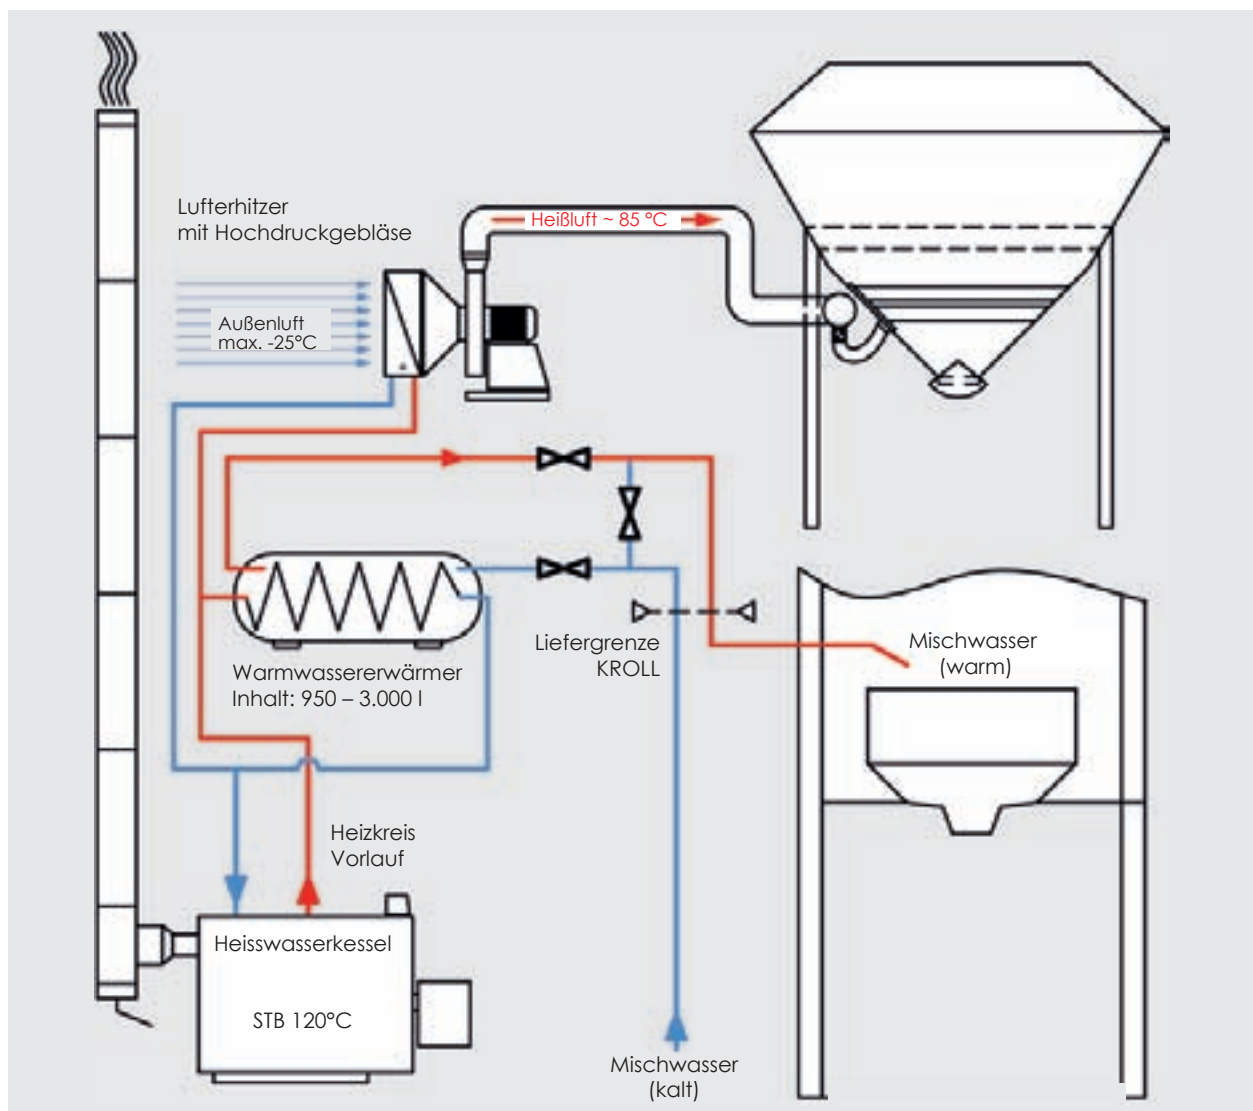 Lufterhitzer
mit Hochdruckgebläse
Heißluft ~ 85 °C
Außenluft
max. -25°C
Liefergrenze
KROLL
Mischwasser
(warm)
Warmwassererwärmer
Inhalt: 950 – 3.000 l
Heizkreis
Vorlauf
Heisswasserkessel
STB 120°C
Mischwasser
(kalt)